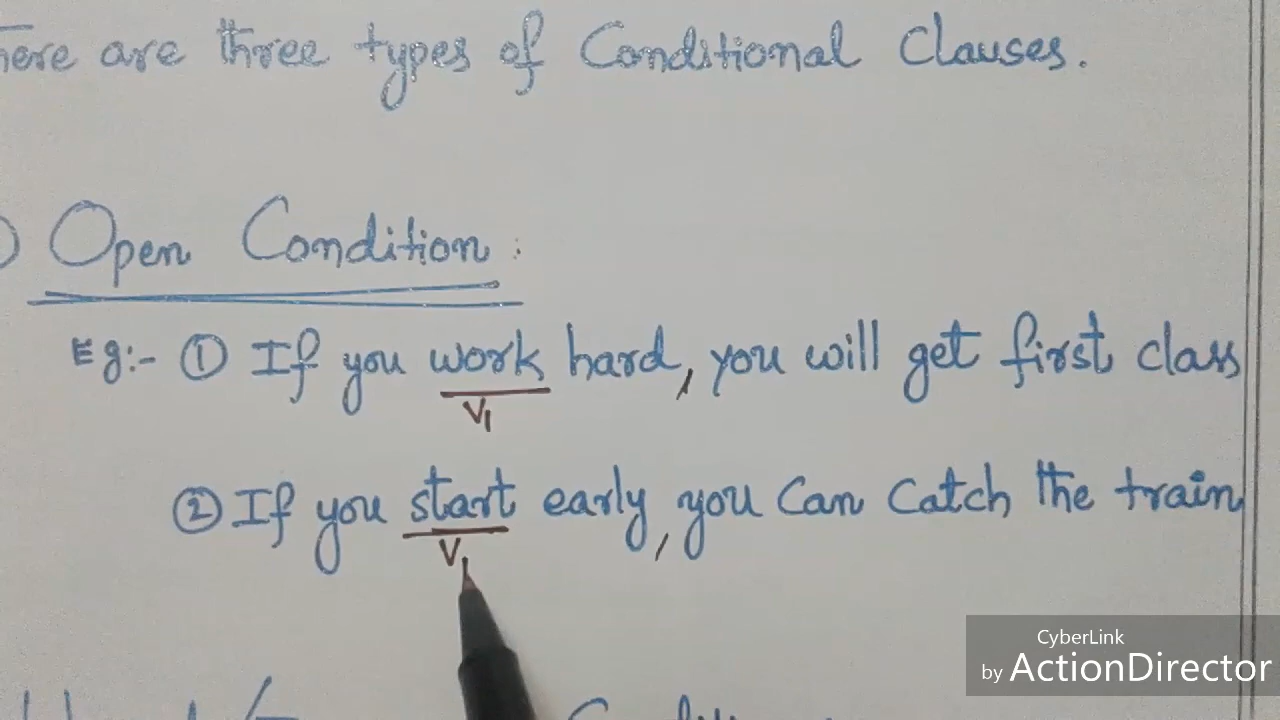 are three types of Conditional Clauses.
Open Condition:
Eg:- ① If you work hard, you will get first class
V1
② If you start early, you can catch the train
V1
CyberLink
by ActionDirector